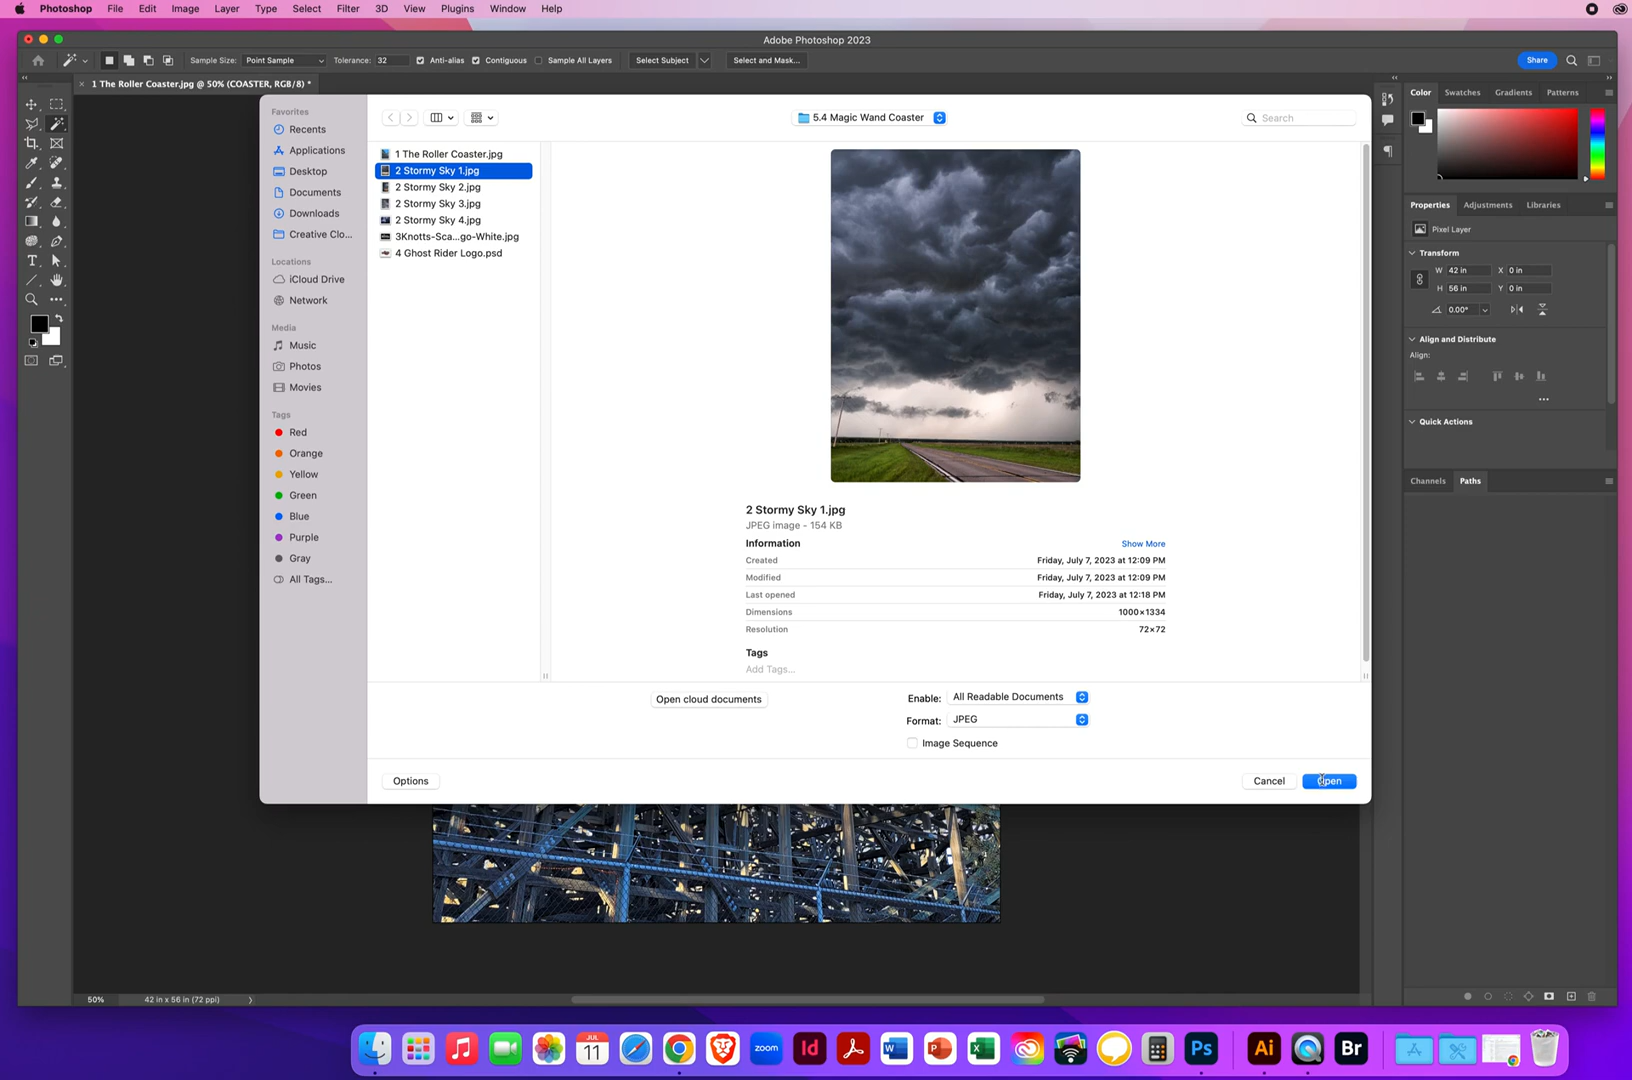 Photoshop File Edit Image Layer Type Select Filter 3D View Plugins Window Help
Adobe Photoshop 2023
Sample Size: Point Sample Tolerance: 32 Anti-alias Contiguous Sample All Layers Select Subject Select and Mask... Share
× 1 The Roller Coaster.jpg @ 50% (COASTER, RGB/8) *
Favorites
Recents
Applications
Desktop
Documents
Downloads
Creative Clo...
Locations
iCloud Drive
Network
Media
Music
Photos
Movies
Tags
Red
Orange
Yellow
Green
Blue
Purple
Gray
All Tags...
5.4 Magic Wand Coaster
Search
1 The Roller Coaster.jpg
2 Stormy Sky 1.jpg
2 Stormy Sky 2.jpg
2 Stormy Sky 3.jpg
2 Stormy Sky 4.jpg
3Knotts-Sca...go-White.jpg
4 Ghost Rider Logo.psd
2 Stormy Sky 1.jpg
JPEG image - 154 KB
Information Show More
Created Friday, July 7, 2023 at 12:09 PM
Modified Friday, July 7, 2023 at 12:09 PM
Last opened Friday, July 7, 2023 at 12:18 PM
Dimensions 1000×1334
Resolution 72×72
Tags
Add Tags...
Open cloud documents
Enable: All Readable Documents
Format: JPEG
Image Sequence
Options
Cancel
Open
Color Swatches Gradients Patterns
Properties Adjustments Libraries
Pixel Layer
Transform
W 42 in X 0 in
H 56 in Y 0 in
0.00°
Align and Distribute
Align:
Quick Actions
Channels Paths
50% 42 in x 56 in (72 ppi)
JUL
11
zoom
Id
W
P
X
Ps
Ai
Br